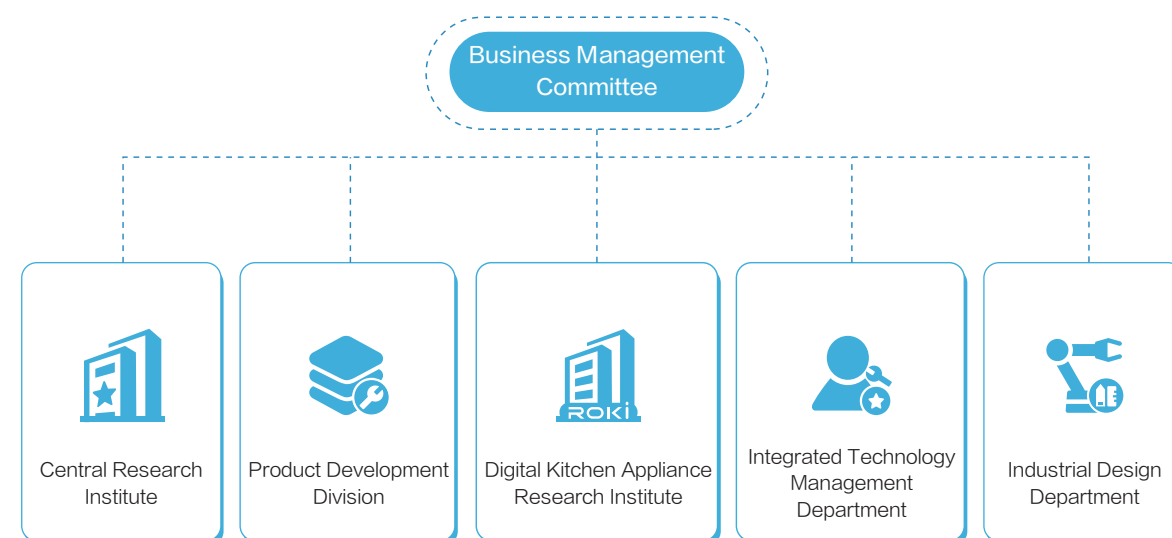 Business Management
Committee
ROKi
Central Research
Institute
Product Development
Division
Digital Kitchen Appliance
Research Institute
Integrated Technology
Management
Department
Industrial Design
Department